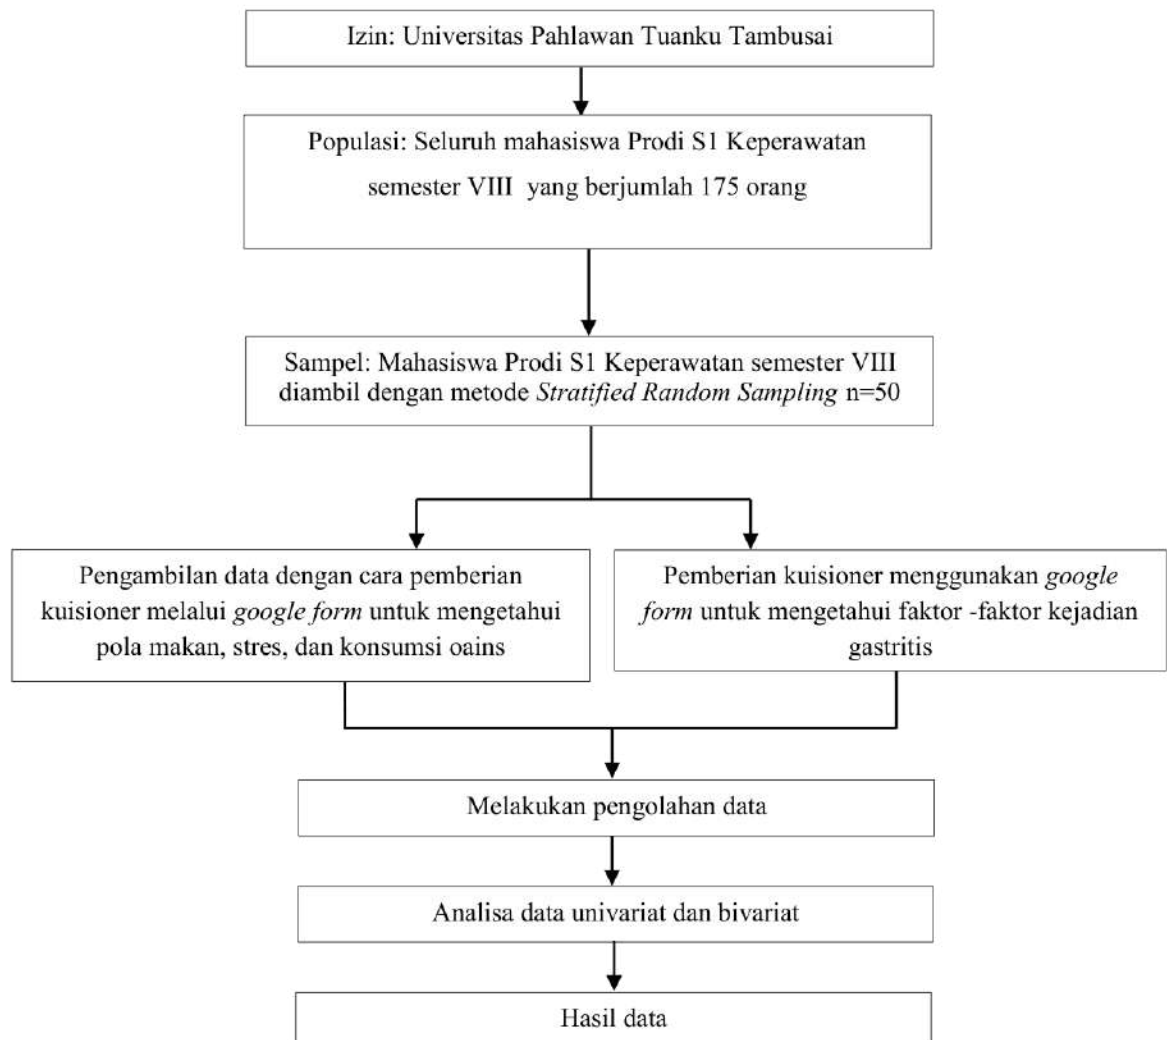 Izin: Universitas Pahlawan Tuanku Tambusai
Populasi: Seluruh mahasiswa Prodi S1 Keperawatan
semester VIII yang berjumlah 175 orang
Sampel: Mahasiswa Prodi S1 Keperawatan semester VIII
diambil dengan metode Stratified Random Sampling n=50
Pengambilan data dengan cara pemberian
kuisioner melalui google form untuk mengetahui
pola makan, stres, dan konsumsi oains
Pemberian kuisioner menggunakan google
form untuk mengetahui faktor -faktor kejadian
gastritis
Melakukan pengolahan data
Analisa data univariat dan bivariat
Hasil data